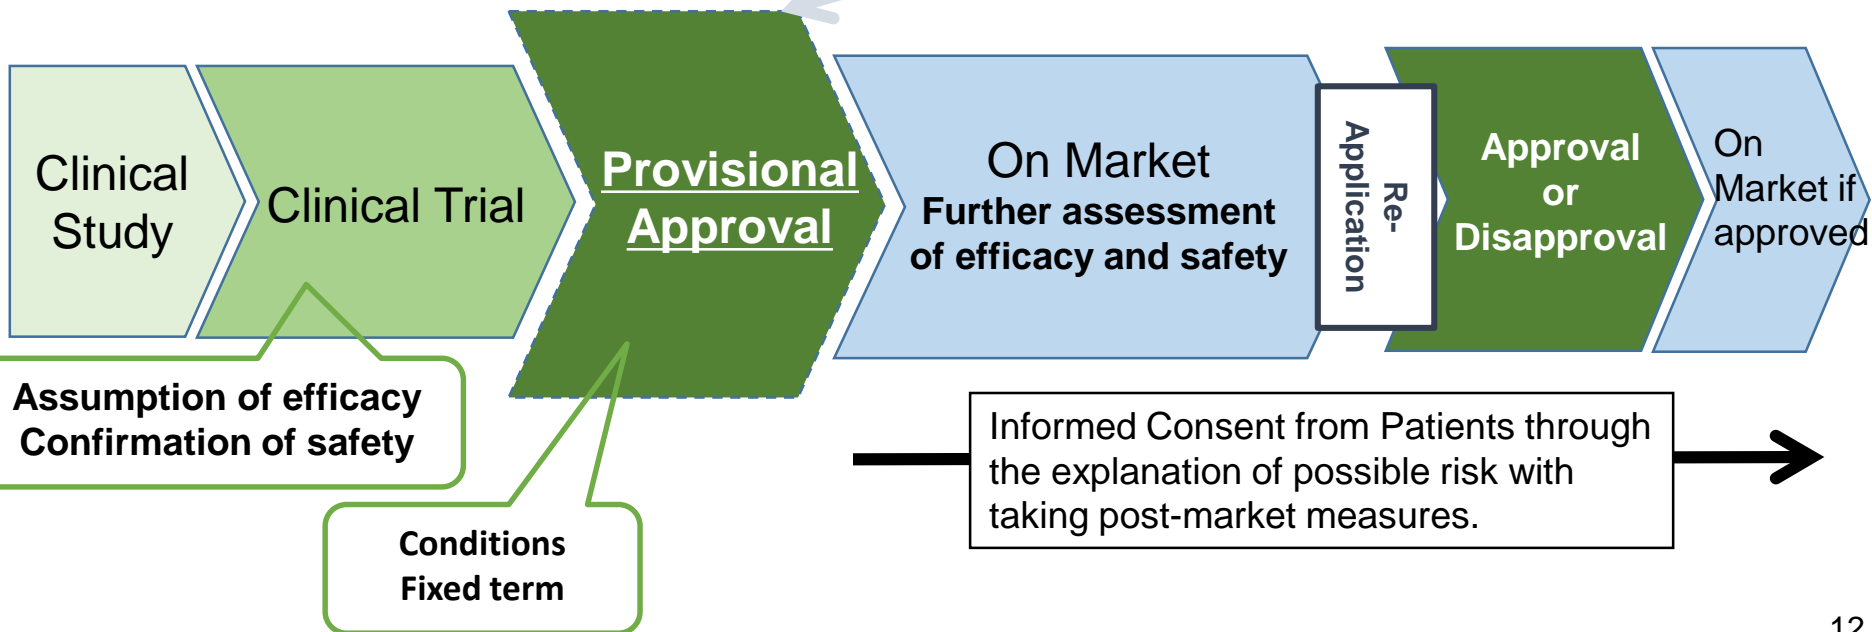 Clinical
Study
Clinical Trial
Provisional
Approval
On Market
Further assessment
of efficacy and safety
Re-
Application
Approval
or
Disapproval
On
Market if
approved
Assumption of efficacy
Confirmation of safety
Conditions
Fixed term
Informed Consent from Patients through
the explanation of possible risk with
taking post-market measures.
12